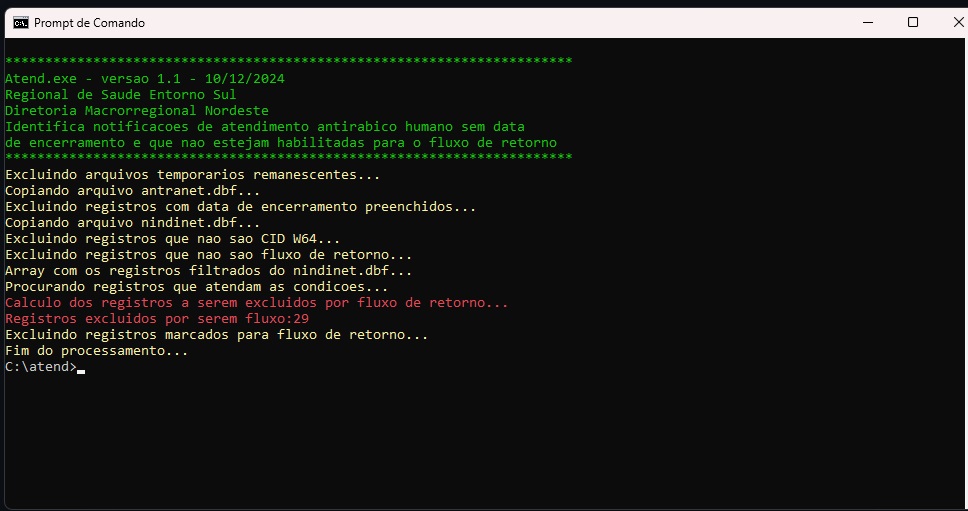 Prompt de Comando
***********************************************************************
Atend.exe - versao 1.1 - 10/12/2024
Regional de Saude Entorno Sul
Diretoria Macrorregional Nordeste
Identifica notificacoes de atendimento antirabico humano sem data
de encerramento e que nao estejam habilitadas para o fluxo de retorno
***********************************************************************
Excluindo arquivos temporarios remanescentes...
Copiando arquivo antranet.dbf...
Excluindo registros com data de encerramento preenchidos...
Copiando arquivo nindinet.dbf...
Excluindo registros que nao sao CID W64...
Excluindo registros que nao sao fluxo de retorno...
Array com os registros filtrados do nindinet.dbf...
Procurando registros que atendam as condicoes...
Calculo dos registros a serem excluidos por fluxo de retorno...
Registros excluidos por serem fluxo:29
Excluindo registros marcados para fluxo de retorno...
Fim do processamento...
C:\atend>